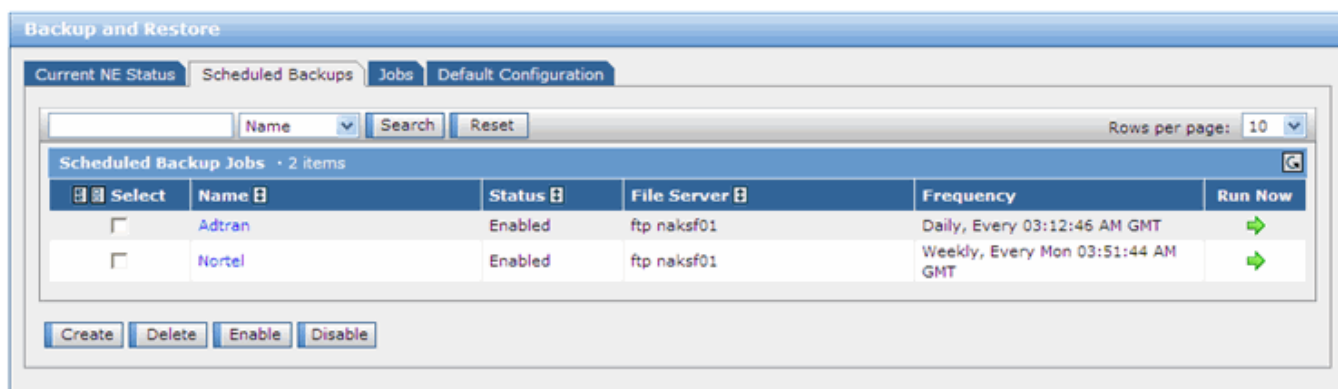 Backup and Restore
Current NE Status Scheduled Backups Jobs Default Configuration
Name Search Reset Rows per page: 10
Scheduled Backup Jobs · 2 items
Select Name Status File Server Frequency Run Now
Adtran Enabled ftp naksf01 Daily, Every 03:12:46 AM GMT
Nortel Enabled ftp naksf01 Weekly, Every Mon 03:51:44 AM
GMT
Create Delete Enable Disable